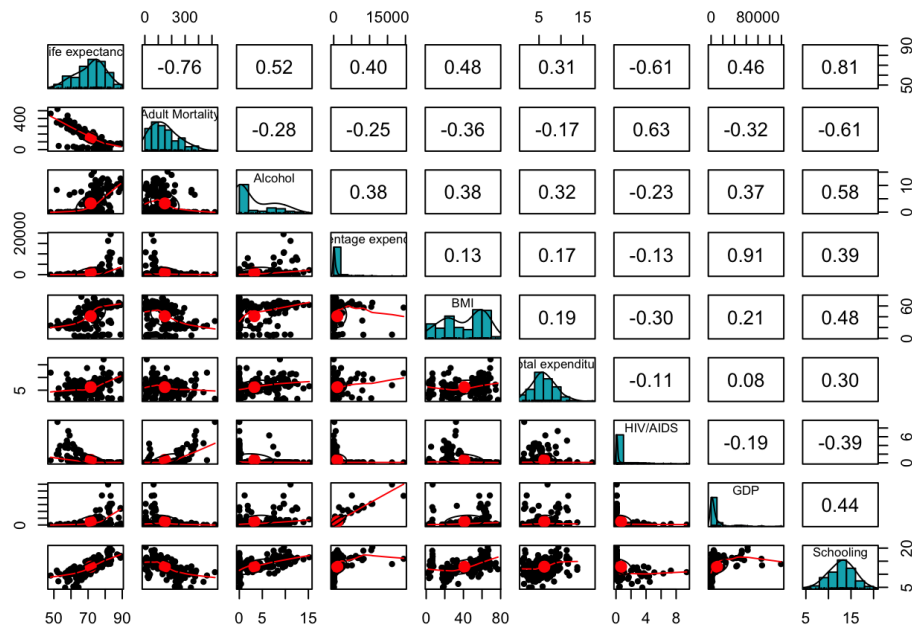 0 300 0 15000 5 15 0 80000
ife expectanc -0.76 0.52 0.40 0.48 0.31 -0.61 0.46 0.81 50 90
0 400 Adult Mortality -0.28 -0.25 -0.36 -0.17 0.63 -0.32 -0.61
Alcohol 0.38 0.38 0.32 -0.23 0.37 0.58 0 10
0 20000 entage expend 0.13 0.17 -0.13 0.91 0.39
BMI 0.19 -0.30 0.21 0.48 0 60
5 otal expenditu -0.11 0.08 0.30
HIV/AIDS -0.19 -0.39 0 6
0 GDP 0.44
Schooling 5 20
50 70 90 0 5 15 0 40 80 0 4 8 5 15